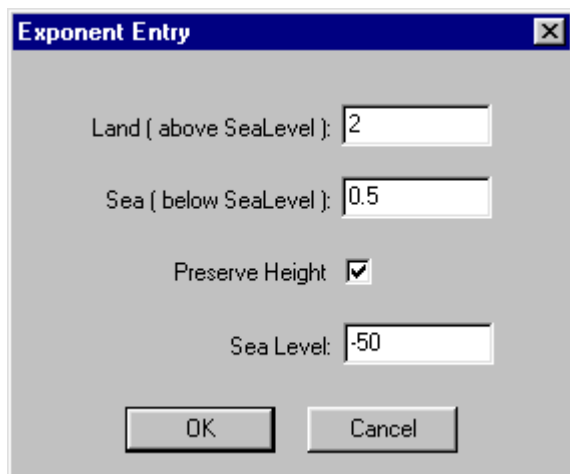 Exponent Entry
Land ( above SeaLevel ): 2
Sea ( below SeaLevel ): 0.5
Preserve Height
Sea Level: -50
OK Cancel